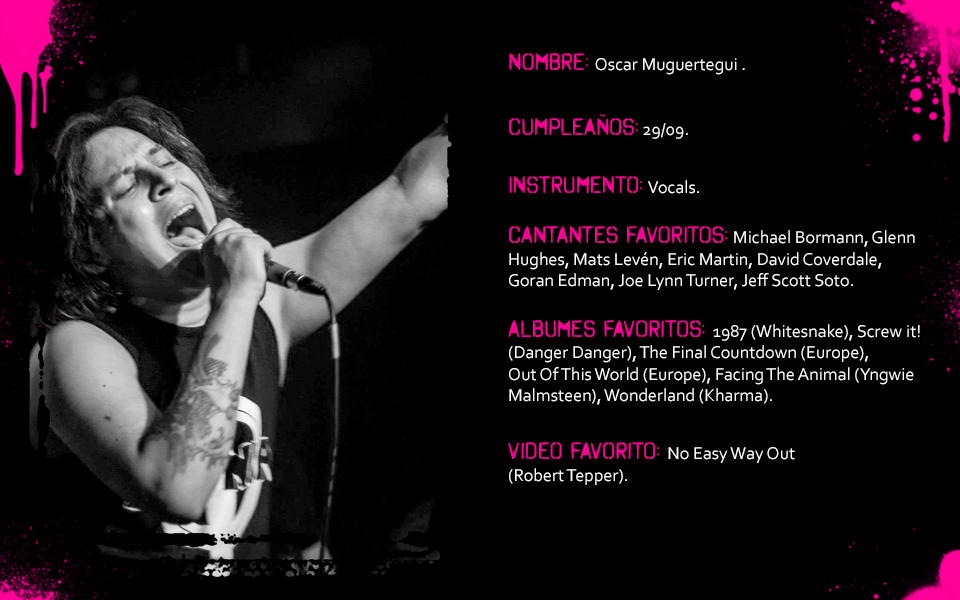 NOMBRE: Oscar Muguertegui .
CUMPLEAÑOS: 29/09.
INSTRUMENTO: Vocals.
CANTANTES FAVORITOS: Michael Bormann, Glenn
Hughes, Mats Levén, Eric Martin, David Coverdale,
Goran Edman, Joe Lynn Turner, Jeff Scott Soto.
ALBUMES FAVORITOS: 1987 (Whitesnake), Screw it!
(Danger Danger), The Final Countdown (Europe),
Out Of This World (Europe), Facing The Animal (Yngwie
Malmsteen), Wonderland (Kharma).
VIDEO FAVORITO: No Easy Way Out
(Robert Tepper).